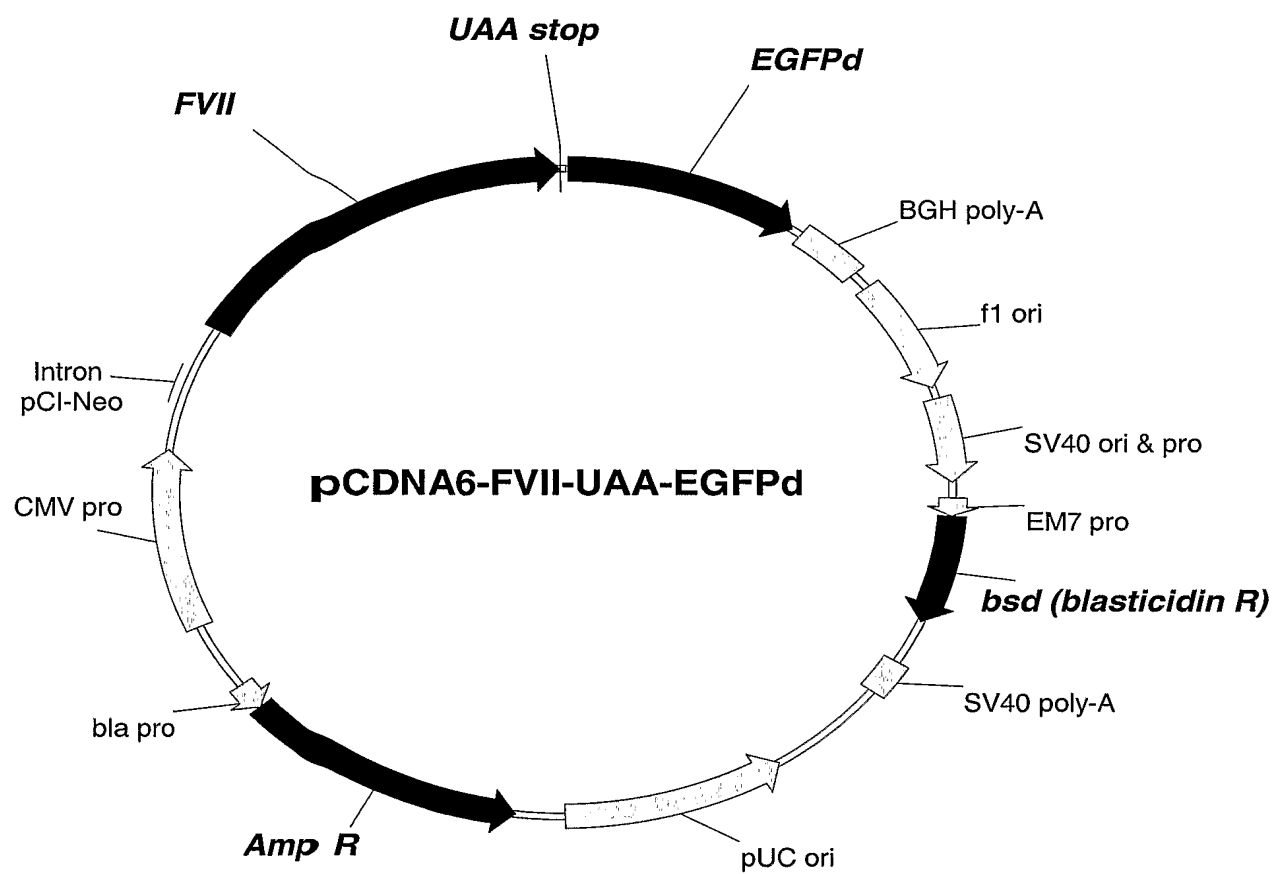 UAA stop
EGFPd
FVII
BGH poly-A
f1 ori
Intron
pCI-Neo
SV40 ori & pro
pCDNA6-FVII-UAA-EGFPd
CMV pro
EM7 pro
bsd (blasticidin R)
SV40 poly-A
bla pro
Amp R
pUC ori